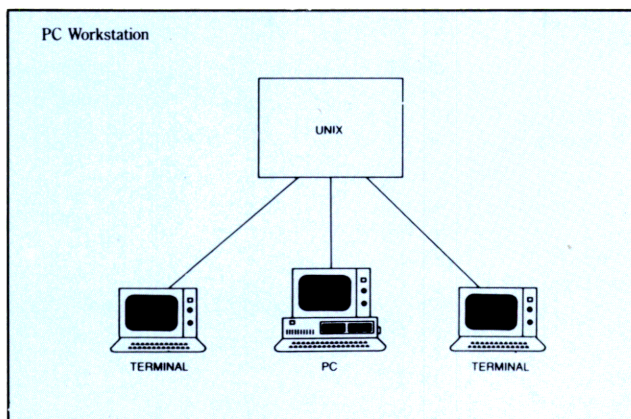 PC Workstation
UNIX
TERMINAL
PC
TERMINAL